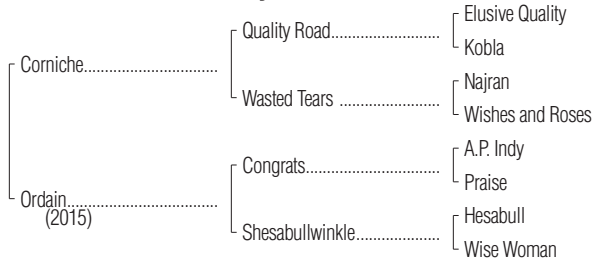 Elusive Quality
Quality Road
Kobla
Corniche
Najran
Wasted Tears
Wishes and Roses
A.P. Indy
Congrats
Praise
Ordain
(2015)
Hesabull
Shesabullwinkle
Wise Woman